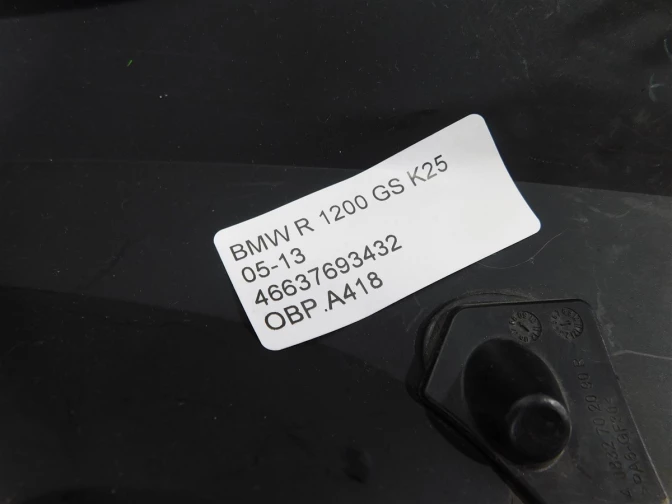 BMW R 1200 GS K25
05-13
46637693432
OBP.A418